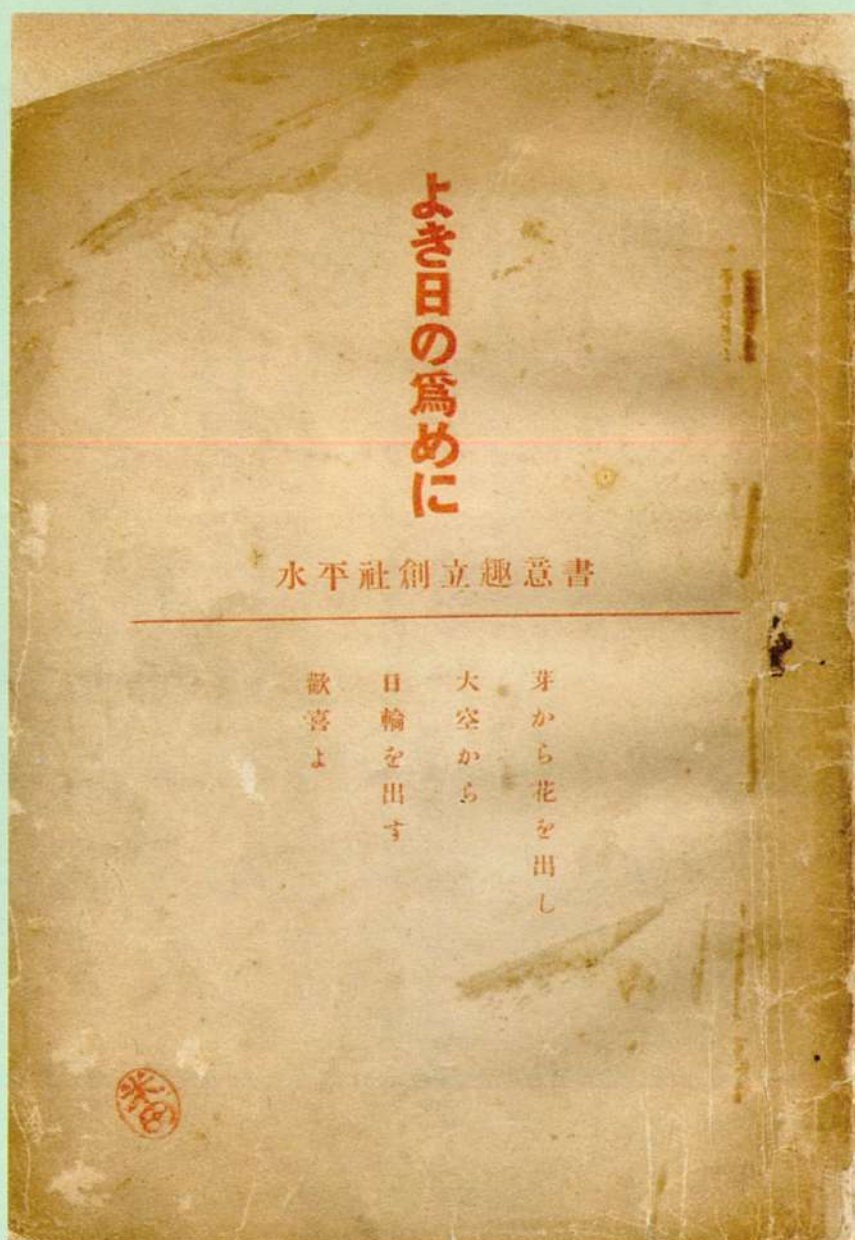 よき日の爲めに
水平社創立趣意書
芽から花を出し
大空から
日輪を出す
歓喜よ